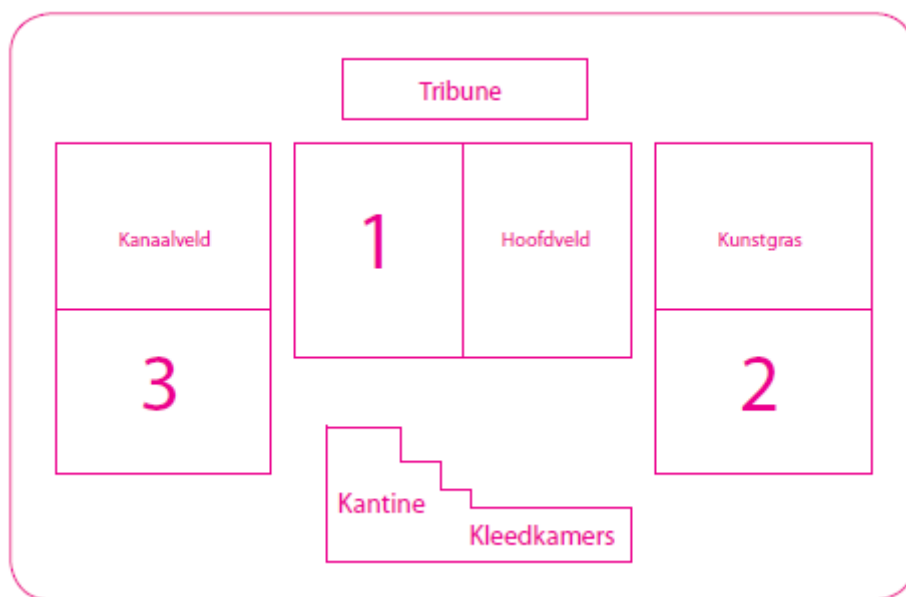 Tribune
Kanaalveld
1
Hoofdveld
Kunstgras
3
2
Kantine
Kleedkamers